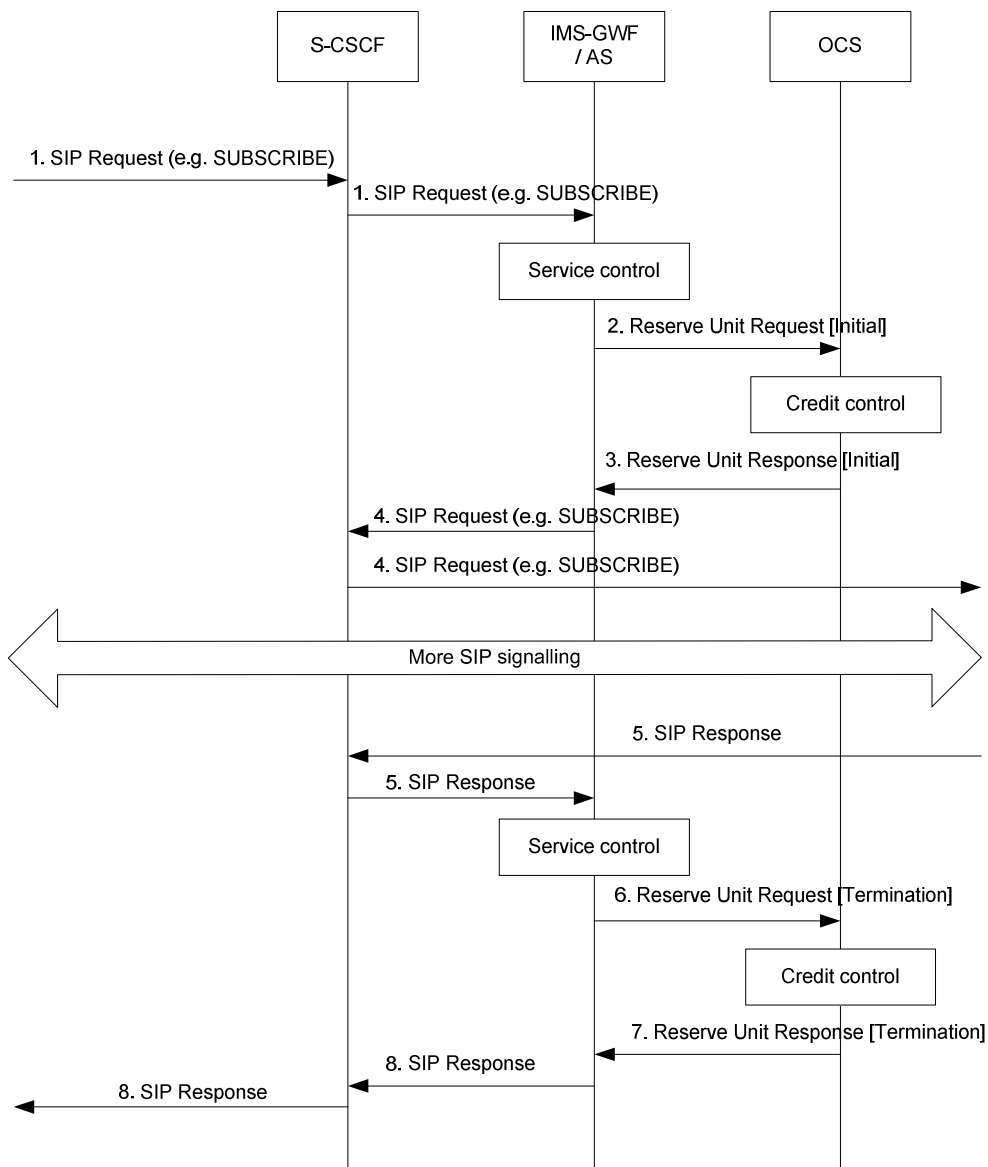 S-CSCF
IMS-GWF
/ AS
OCS
1. SIP Request (e.g. SUBSCRIBE)
1. SIP Request (e.g. SUBSCRIBE)
Service control
2. Reserve Unit Request [Initial]
Credit control
3. Reserve Unit Response [Initial]
4. SIP Request (e.g. SUBSCRIBE)
4. SIP Request (e.g. SUBSCRIBE)
More SIP signalling
5. SIP Response
5. SIP Response
Service control
6. Reserve Unit Request [Termination]
Credit control
7. Reserve Unit Response [Termination]
8. SIP Response
8. SIP Response